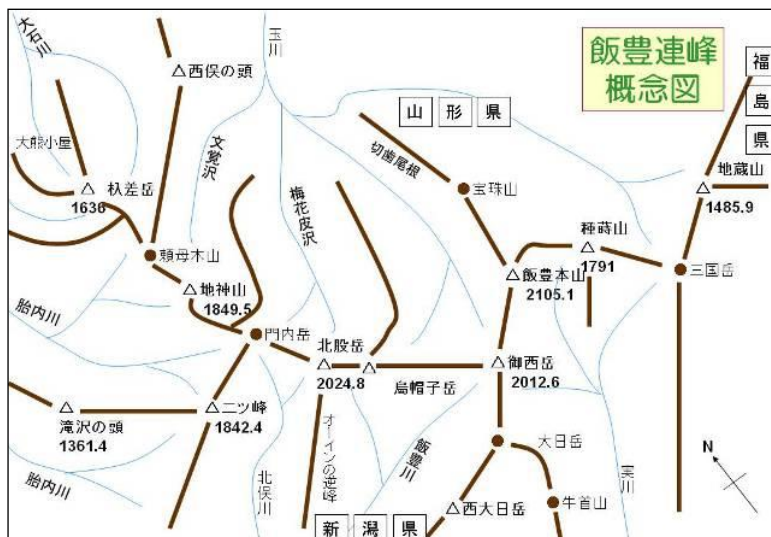 飯豊連峰
概念図
大石川
玉川
福島県
山形県
西俣の頭
大熊小屋
文覚沢
切歯尾根
地蔵山
1485.9
杁差岳
1636
梅花皮沢
宝珠山
種蒔山
1791
頼母木山
飯豊本山
2105.1
三国岳
地神山
1849.5
胎内川
門内岳
北股岳
2024.8
烏帽子岳
御西岳
2012.6
滝沢の頭
1361.4
二ツ峰
1842.4
オーインの逆峰
飯豊川
大日岳
実川
N
胎内川
北俣川
西大日岳
牛首山
新潟県